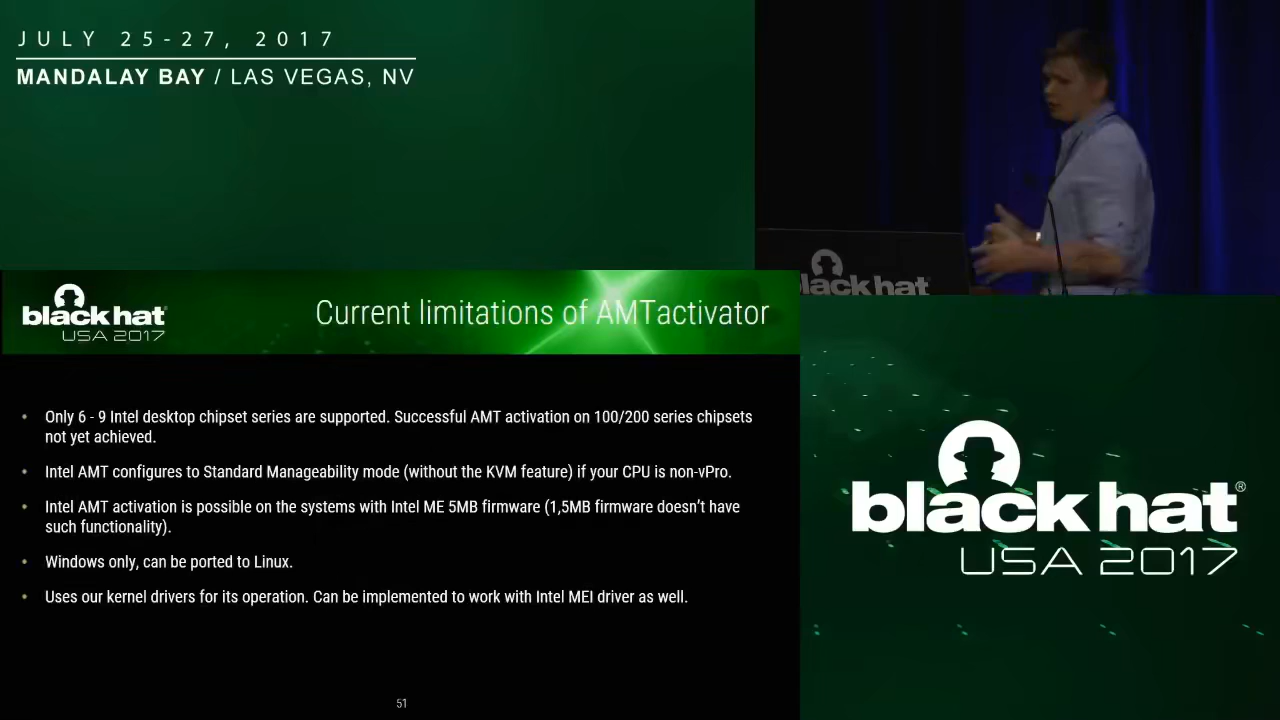 JULY 25-27, 2017
MANDALAY BAY / LAS VEGAS, NV
black hat
black hat
USA 2017
Current limitations of AMTactivator
• Only 6 - 9 Intel desktop chipset series are supported. Successful AMT activation on 100/200 series chipsets
not yet achieved.
• Intel AMT configures to Standard Manageability mode (without the KVM feature) if your CPU is non-vPro.
• Intel AMT activation is possible on the systems with Intel ME 5MB firmware (1,5MB firmware doesn't have
such functionality).
• Windows only, can be ported to Linux.
• Uses our kernel drivers for its operation. Can be implemented to work with Intel MEI driver as well.
51
black hat®
USA 2017